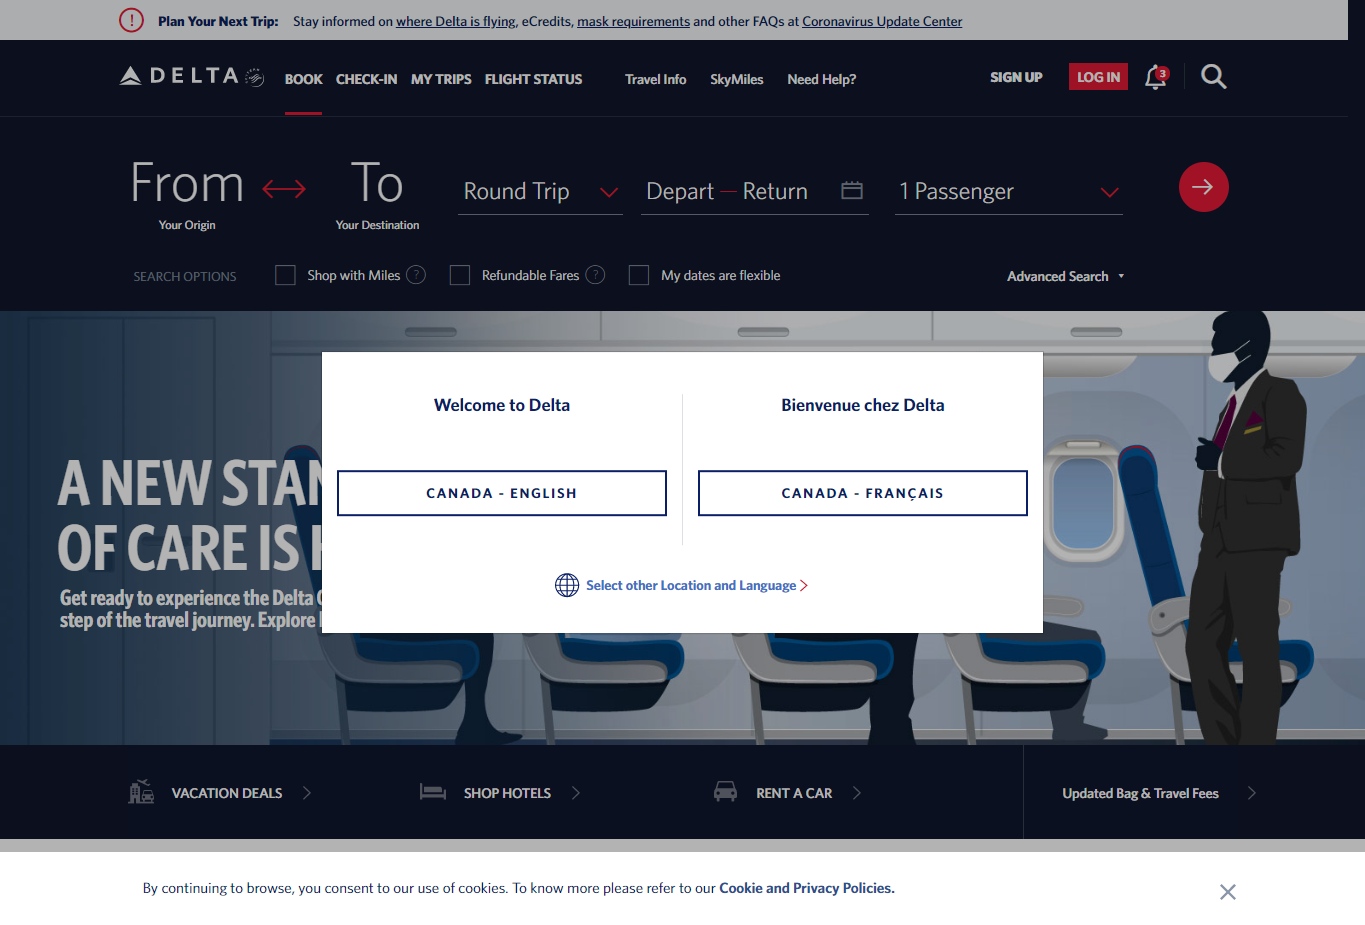 Plan Your Next Trip: Stay informed on where Delta is flying, eCredits, mask requirements and other FAQs at Coronavirus Update Center
DELTA BOOK CHECK-IN MY TRIPS FLIGHT STATUS Travel Info SkyMiles Need Help? SIGN UP LOG IN 3
From To Round Trip Depart — Return 1 Passenger
Your Origin Your Destination
SEARCH OPTIONS Shop with Miles ? Refundable Fares ? My dates are flexible Advanced Search
Welcome to Delta Bienvenue chez Delta
CANADA - ENGLISH CANADA - FRANÇAIS
Select other Location and Language
A NEW STAN
OF CARE IS
Get ready to experience the Delta
step of the travel journey. Explore
VACATION DEALS SHOP HOTELS RENT A CAR Updated Bag & Travel Fees
By continuing to browse, you consent to our use of cookies. To know more please refer to our Cookie and Privacy Policies.